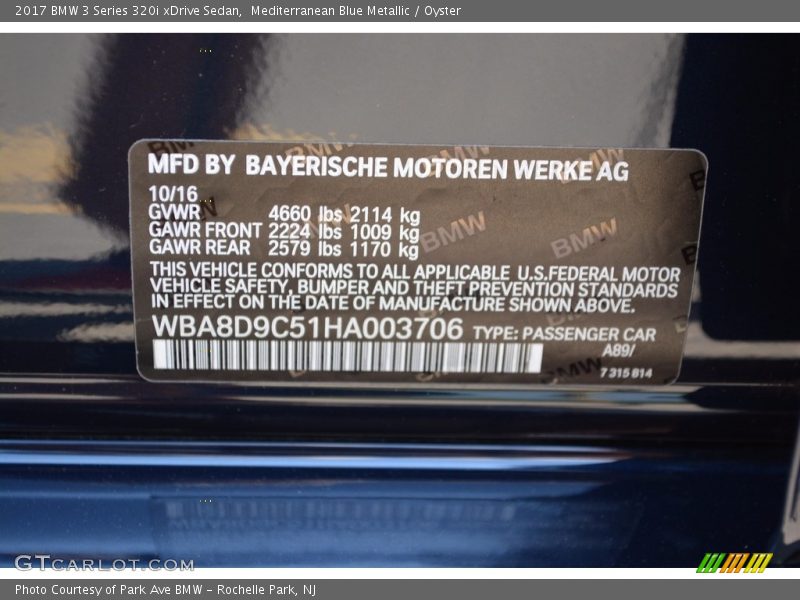 2017 BMW 3 Series 320i xDrive Sedan,  Mediterranean Blue Metallic / Oyster
MFD BY BAYERISCHE MOTOREN WERKE AG
10/16
GVWR 4660 lbs 2114 kg
GAWR FRONT 2224 lbs 1009 kg
GAWR REAR 2579 lbs 1170 kg
THIS VEHICLE CONFORMS TO ALL APPLICABLE U.S.FEDERAL MOTOR
VEHICLE SAFETY, BUMPER AND THEFT PREVENTION STANDARDS
IN EFFECT ON THE DATE OF MANUFACTURE SHOWN ABOVE.
WBA8D9C51HA003706 TYPE: PASSENGER CAR
A89/
7 315 814
BMW
BMW
GTcarlot.com
Photo Courtesy of Park Ave BMW - Rochelle Park, NJ